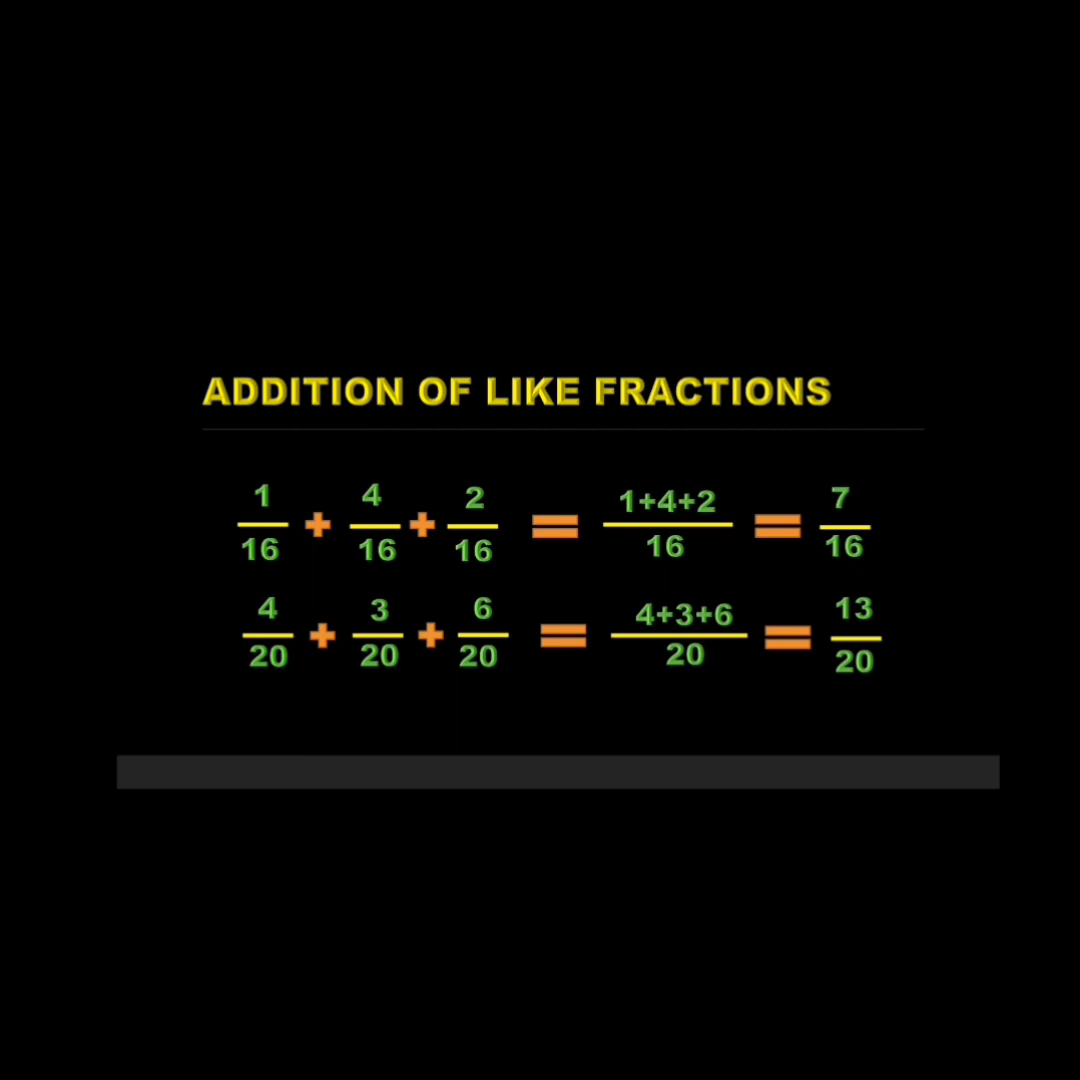 ADDITION OF LIKE FRACTIONS
1/16 + 4/16 + 2/16 = 1+4+2/16 = 7/16
4/20 + 3/20 + 6/20 = 4+3+6/20 = 13/20